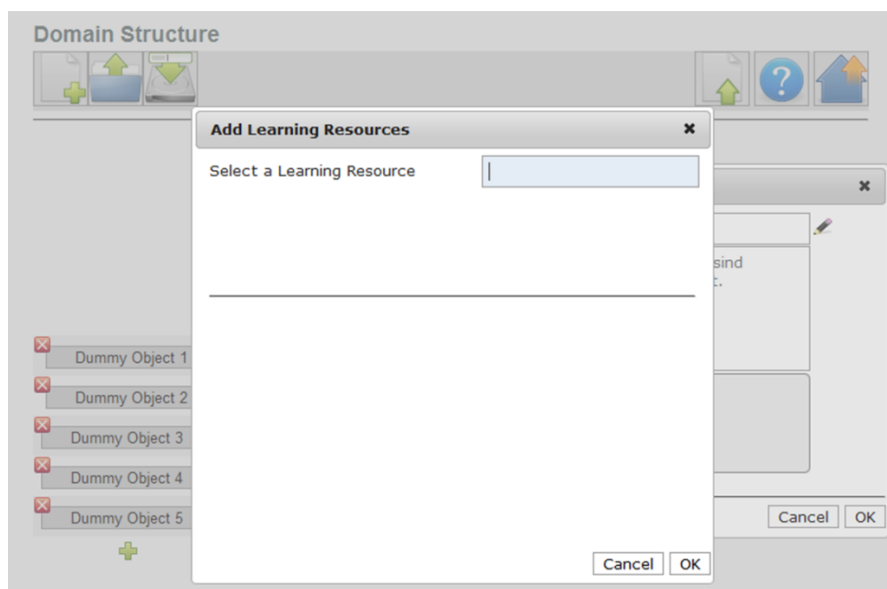 Domain Structure
?
Add Learning Resources
Select a Learning Resource
sind
Dummy Object 1
Dummy Object 2
Dummy Object 3
Dummy Object 4
Dummy Object 5
Cancel OK
Cancel OK